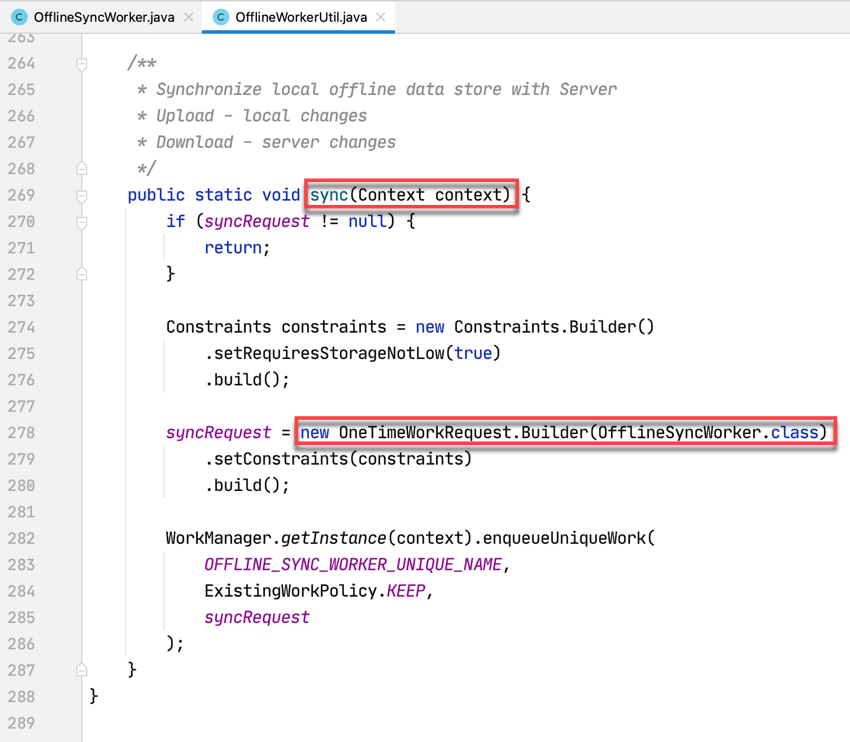 OfflineSyncWorker.java OfflineWorkerUtil.java
263
264 /**
265 * Synchronize local offline data store with Server
266 * Upload - local changes
267 * Download - server changes
268 */
269 public static void sync(Context context) {
270 if (syncRequest != null) {
271 return;
272 }
273
274 Constraints constraints = new Constraints.Builder()
275 .setRequiresStorageNotLow(true)
276 .build();
277
278 syncRequest = new OneTimeWorkRequest.Builder(OfflineSyncWorker.class)
279 .setConstraints(constraints)
280 .build();
281
282 WorkManager.getInstance(context).enqueueUniqueWork(
283 OFFLINE_SYNC_WORKER_UNIQUE_NAME,
284 ExistingWorkPolicy.KEEP,
285 syncRequest
286 );
287 }
288 }
289